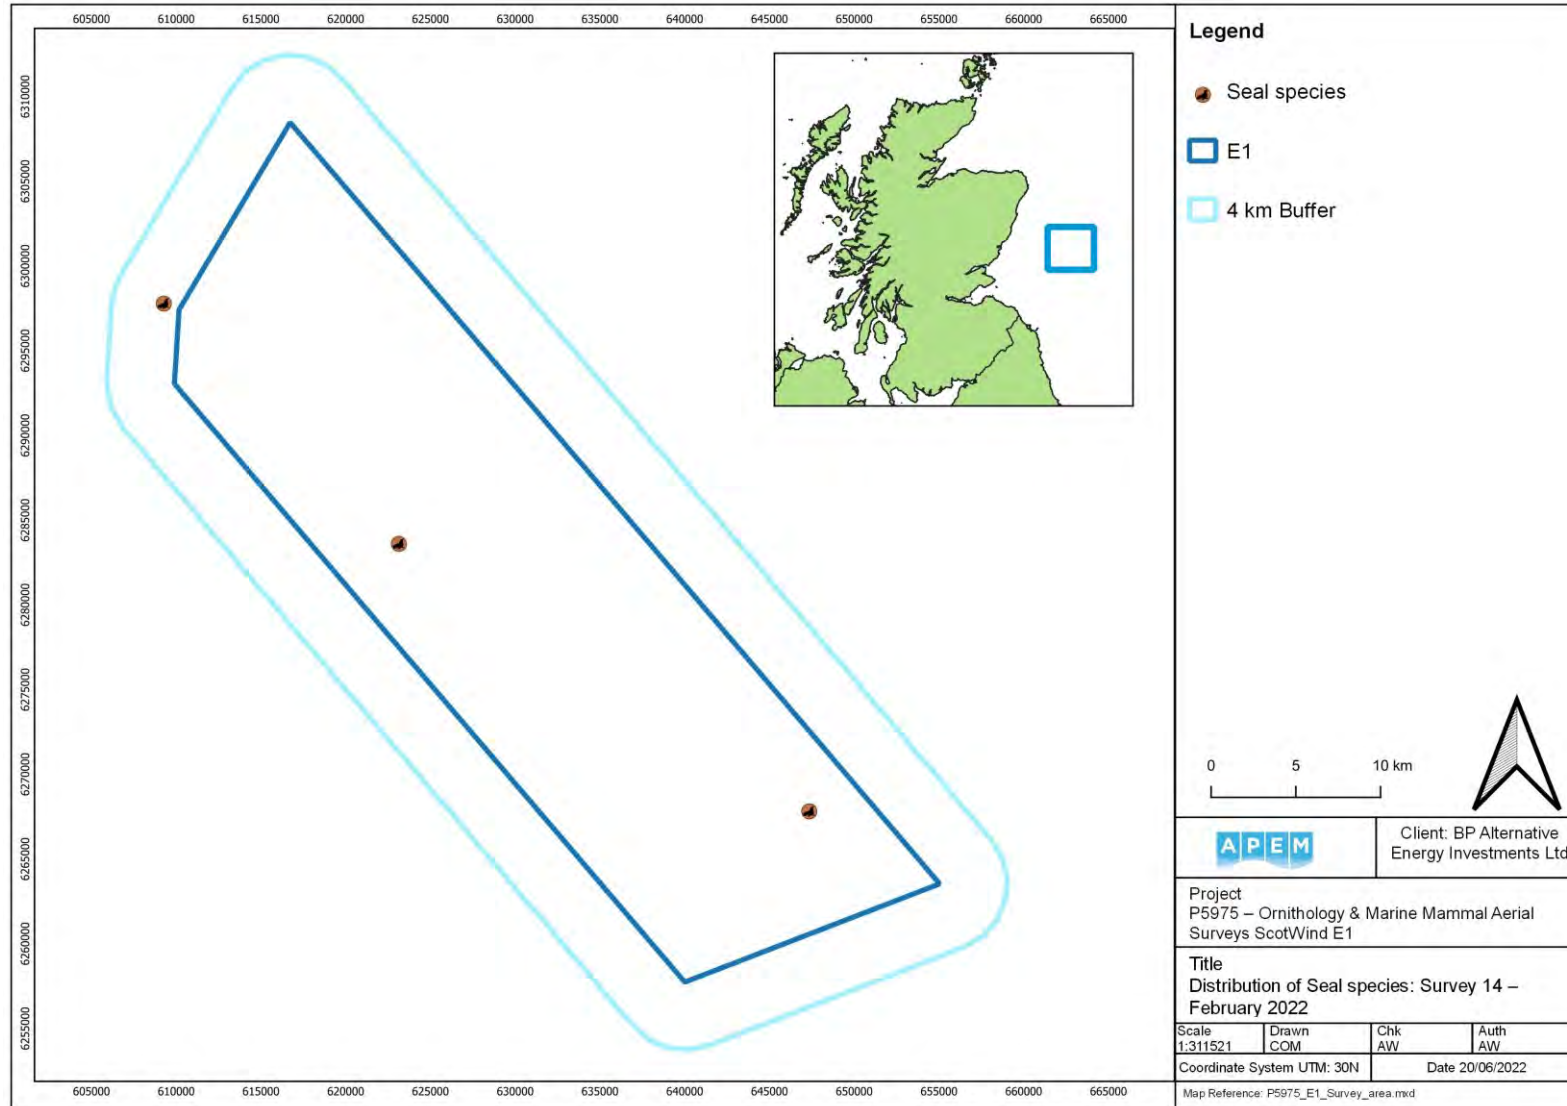 605000 610000 615000 620000 625000 630000 635000 640000 645000 650000 655000 660000 665000
6310000
6305000
6300000
6295000
6290000
6285000
6280000
6275000
6270000
6265000
6260000
6255000
605000 610000 615000 620000 625000 630000 635000 640000 645000 650000 655000 660000 665000
Legend
Seal species
E1
4 km Buffer
0 5 10 km
APEM
Client: BP Alternative
Energy Investments Ltd
Project
P5975 – Ornithology & Marine Mammal Aerial
Surveys ScotWind E1
Title
Distribution of Seal species: Survey 14 –
February 2022
Scale Drawn Chk Auth
1:311521 COM AW AW
Coordinate System UTM: 30N Date 20/06/2022
Map Reference: P5975_E1_Survey_area.mxd